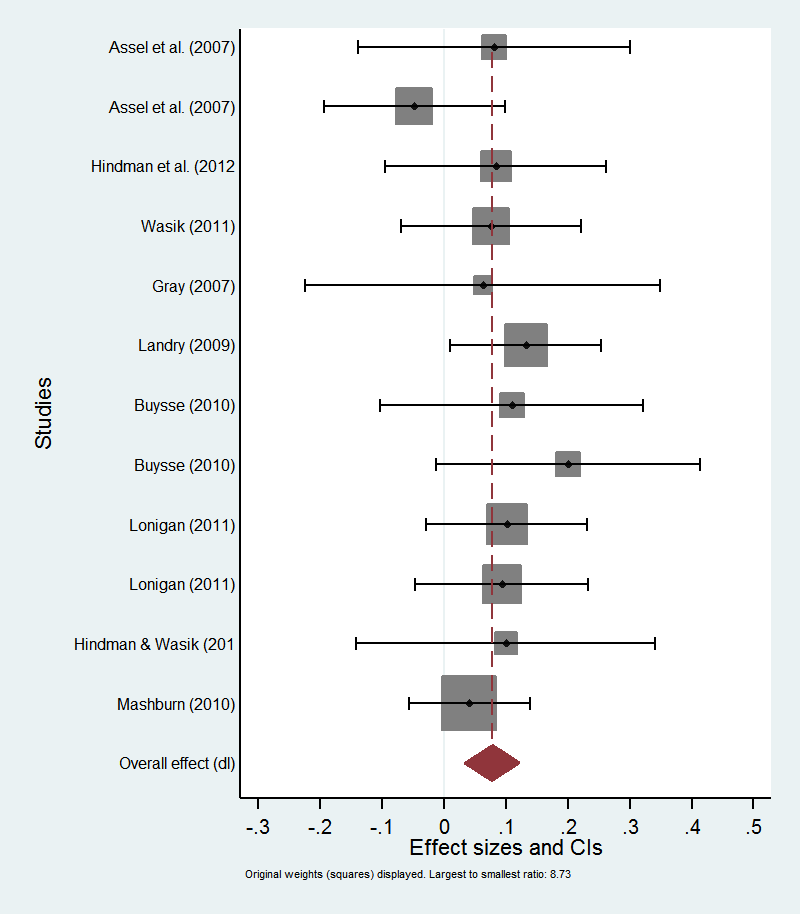 Studies
Assel et al. (2007)
Assel et al. (2007)
Hindman et al. (2012
Wasik (2011)
Gray (2007)
Landry (2009)
Buysse (2010)
Buysse (2010)
Lonigan (2011)
Lonigan (2011)
Hindman & Wasik (201
Mashburn (2010)
Overall effect (dl)
-.3 -.2 -.1 0 .1 .2 .3 .4 .5
Effect sizes and CIs
Original weights (squares) displayed. Largest to smallest ratio: 8.73